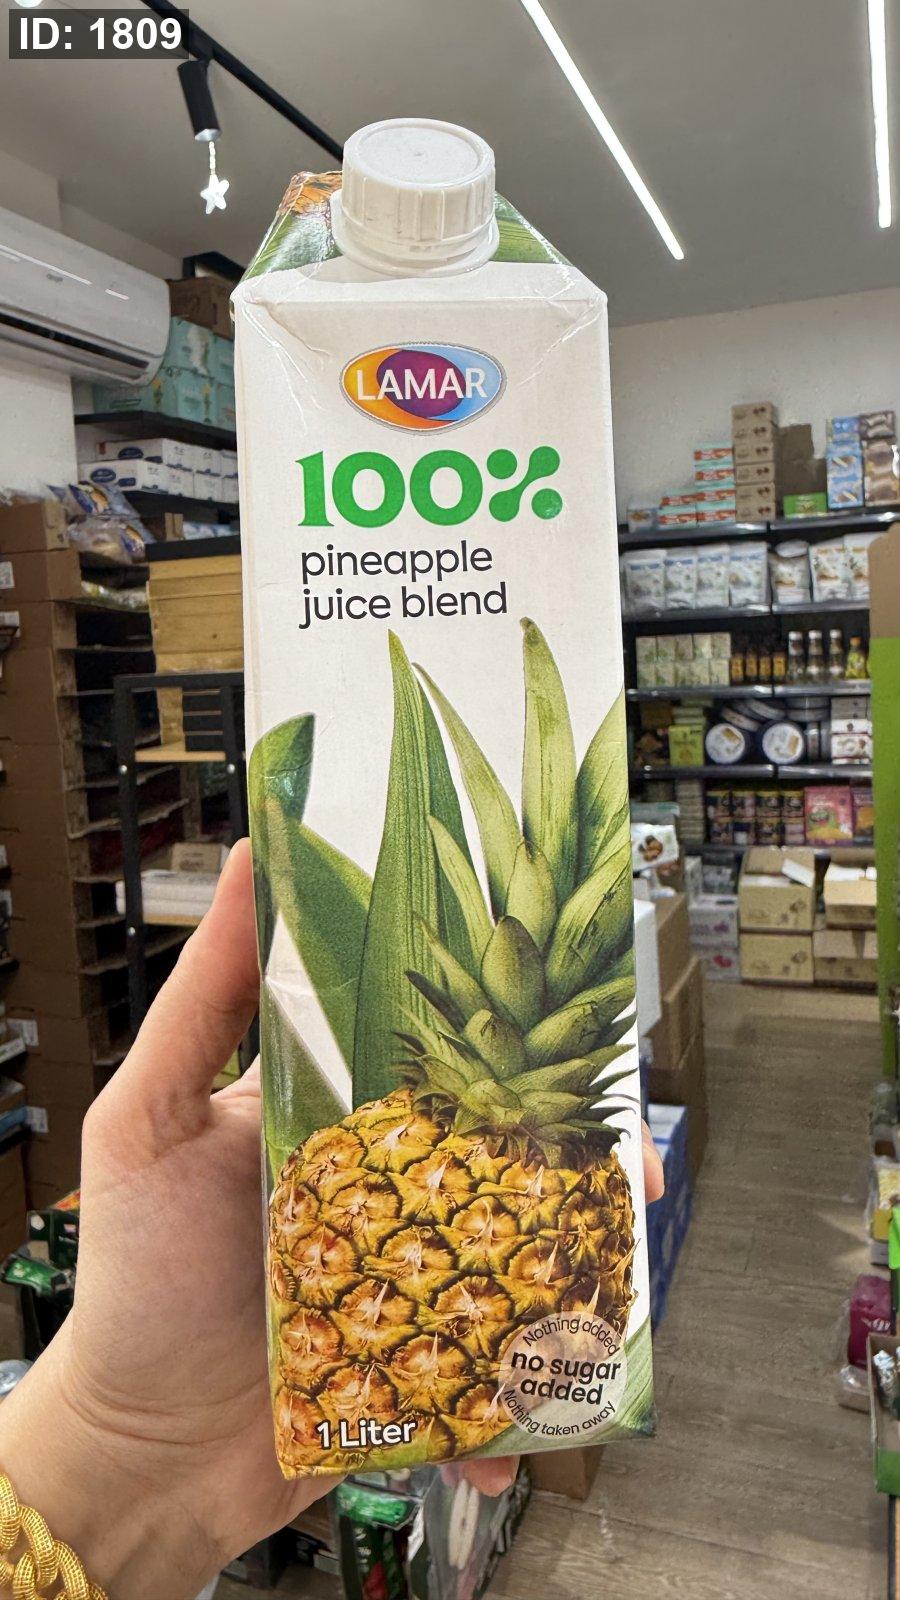 ID: 1809
LAMAR
100%
pineapple
juice blend
Nothing added
no sugar
added
Nothing taken away
1 Liter